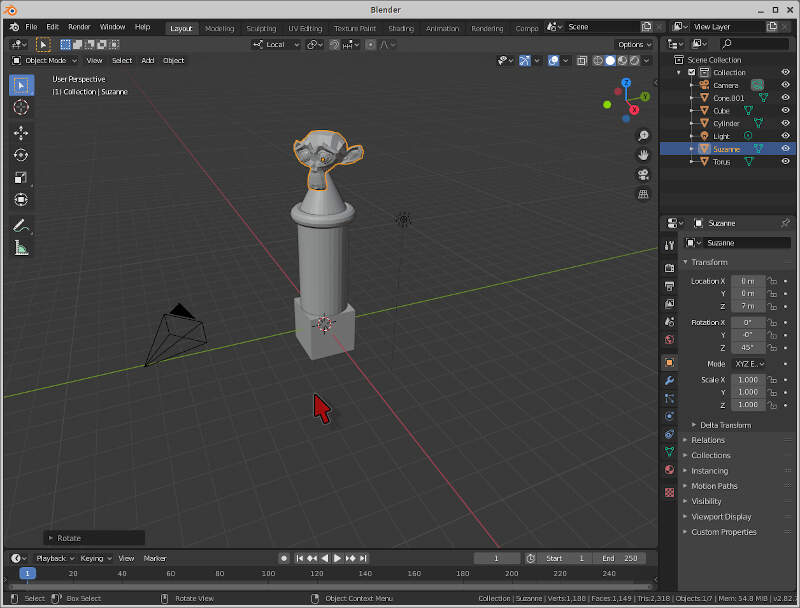 Blender
File Edit Render Window Help Layout Modeling Sculpting UV Editing Texture Paint Shading Animation Rendering Compo Scene View Layer
Local Options
Object Mode View Select Add Object
User Perspective
(1) Collection | Suzanne
Z
Y
X
Scene Collection
Collection
Camera
Cone.001
Cube
Cylinder
Light
Suzanne
Torus
Suzanne
Suzanne
Transform
Location X 0 m
Y 0 m
Z 7 m
Rotation X 0°
Y -0°
Z 45°
Mode XYZ E..
Scale X 1.000
Y 1.000
Z 1.000
Delta Transform
Relations
Collections
Instancing
Motion Paths
Visibility
Viewport Display
Custom Properties
Rotate
Playback Keying View Marker 1 Start 1 End 250
1 20 40 60 80 100 120 140 160 180 200 220 240
Select Box Select Rotate View Object Context Menu Collection | Suzanne | Verts:1,188 | Faces:1,149 | Tris:2,318 | Objects:1/7 | Mem: 54.8 MiB | v2.82.